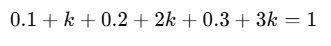 0.1 + k + 0.2 + 2k + 0.3 + 3k = 1